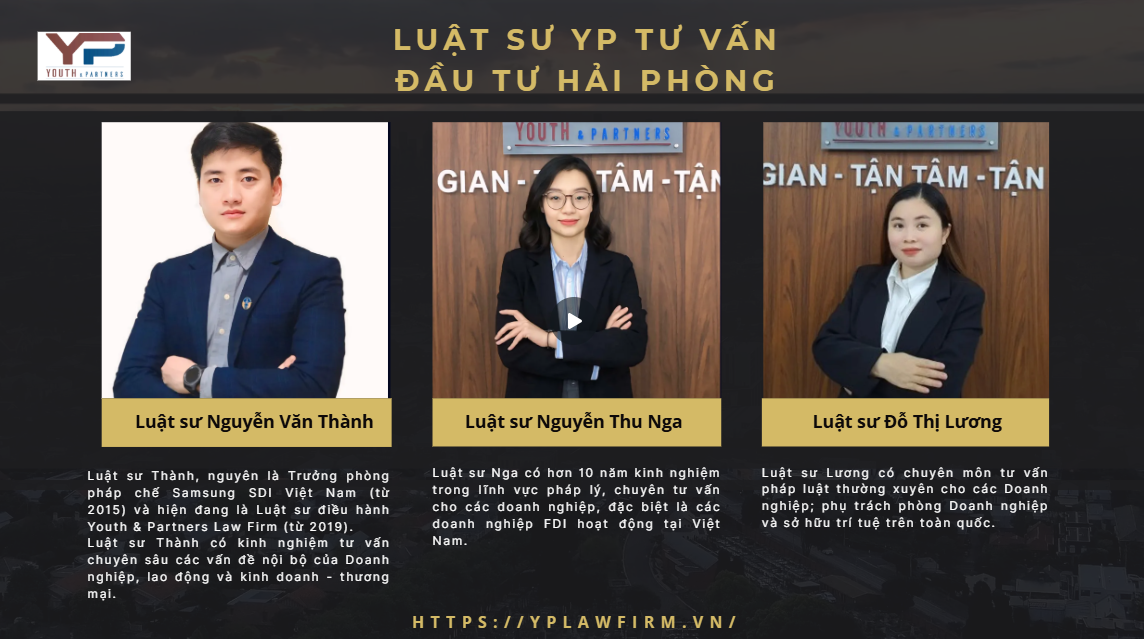 YP
YOUTH & PARTNERS
LUẬT SƯ YP TƯ VẤN
ĐẦU TƯ HẢI PHÒNG
YOUTH & PARTNERS
GIAN - TẬN TÂM - TẬN
YOUTH & PARTNERS
GIAN - TẬN TÂM - TẬN
Luật sư Nguyễn Văn Thành
Luật sư Nguyễn Thu Nga
Luật sư Đỗ Thị Lương
Luật sư Thành, nguyên là Trưởng phòng
pháp chế Samsung SDI Việt Nam (từ
2015) và hiện đang là Luật sư điều hành
Youth & Partners Law Firm (từ 2019).
Luật sư Thành có kinh nghiệm tư vấn
chuyên sâu các vấn đề nội bộ của Doanh
nghiệp, lao động và kinh doanh - thương
mại.
Luật sư Nga có hơn 10 năm kinh nghiệm
trong lĩnh vực pháp lý, chuyên tư vấn
cho các doanh nghiệp, đặc biệt là các
doanh nghiệp FDI hoạt động tại Việt
Nam.
Luật sư Lương có chuyên môn tư vấn
pháp luật thường xuyên cho các Doanh
nghiệp; phụ trách phòng Doanh nghiệp
và sở hữu trí tuệ trên toàn quốc.
HTTPS://YPLAWFIRM.VN/